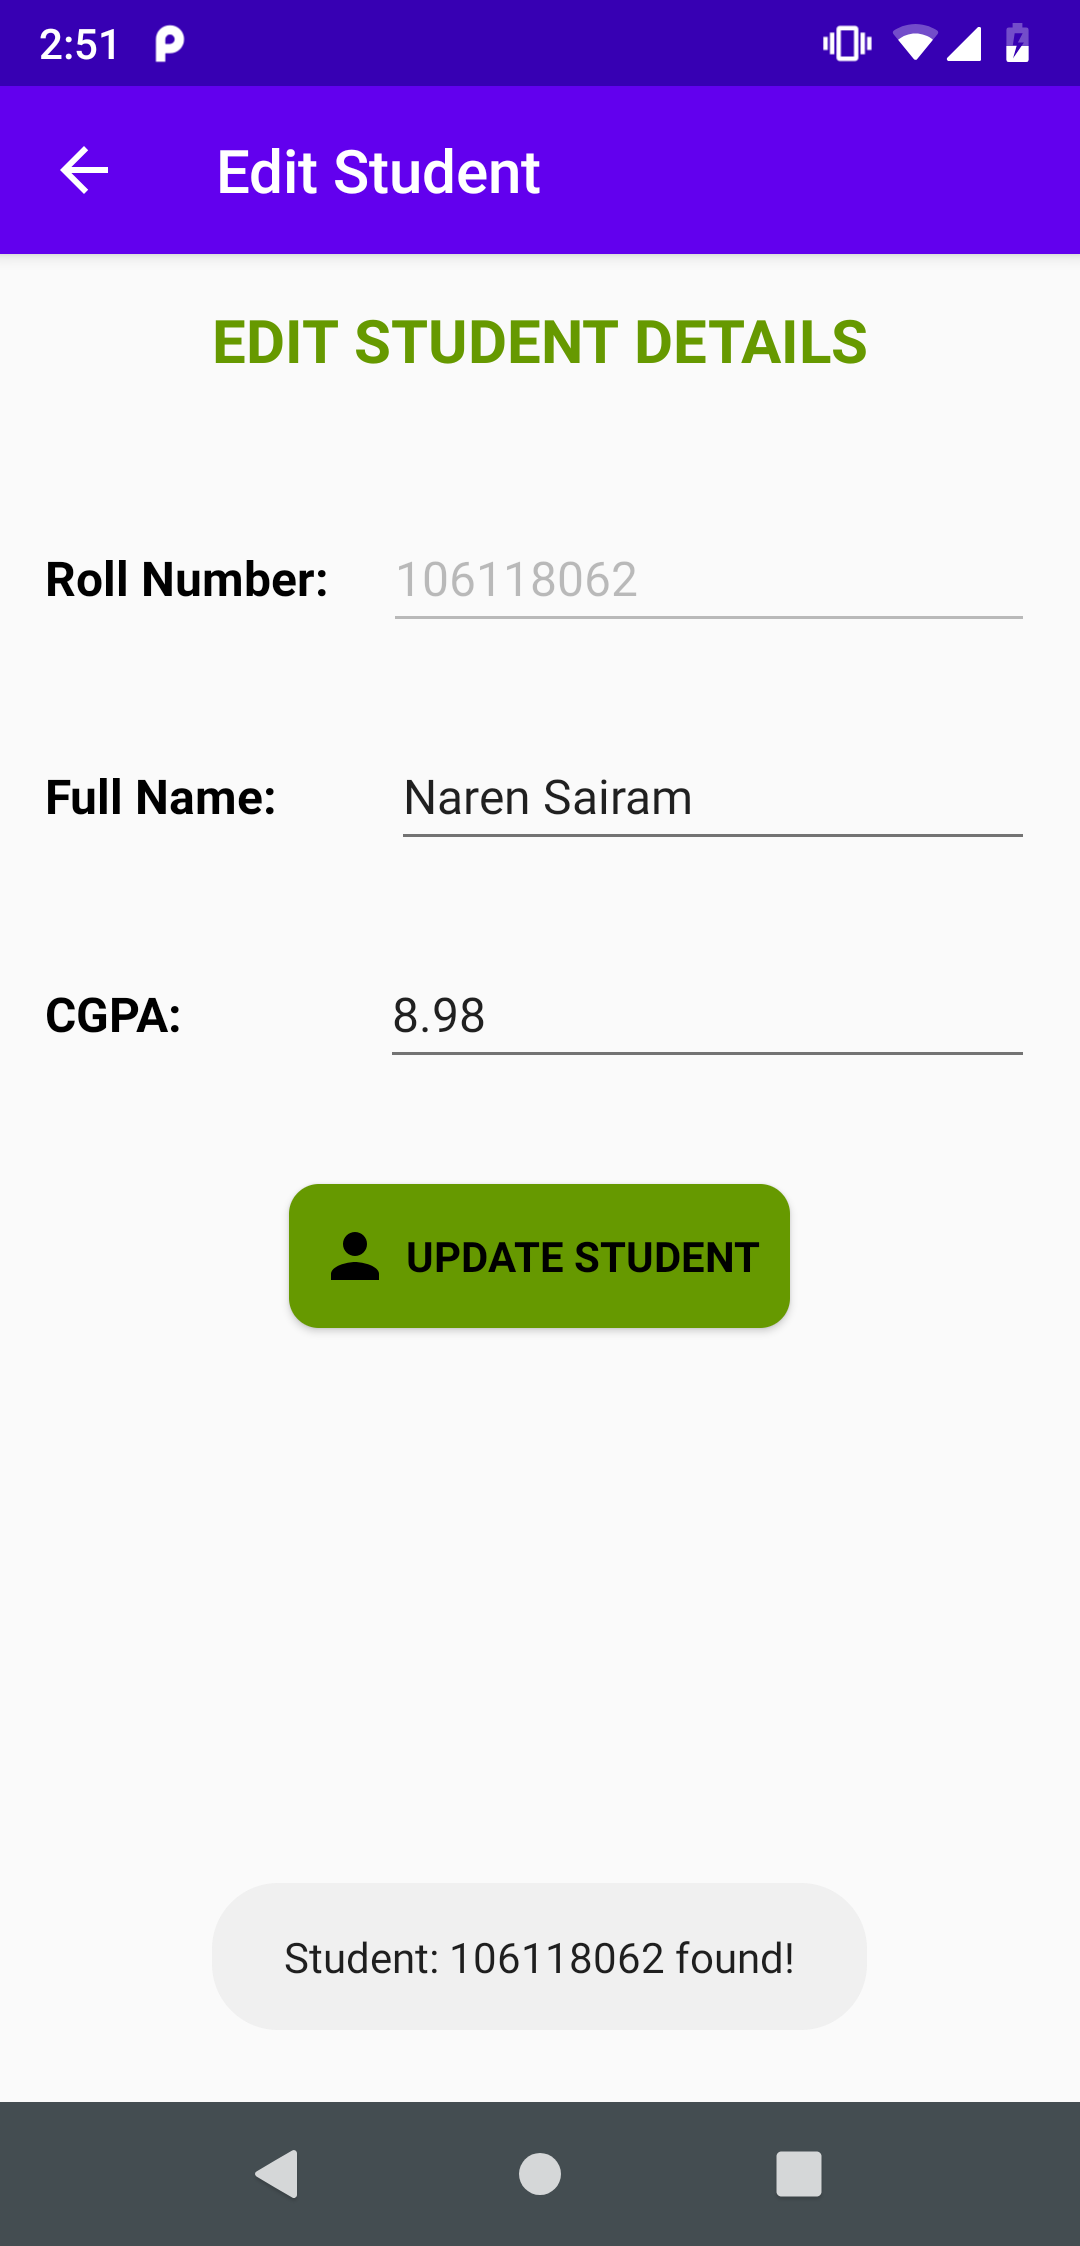 2:51
Edit Student
EDIT STUDENT DETAILS
Roll Number: 106118062
Full Name: Naren Sairam
CGPA: 8.98
UPDATE STUDENT
Student: 106118062 found!